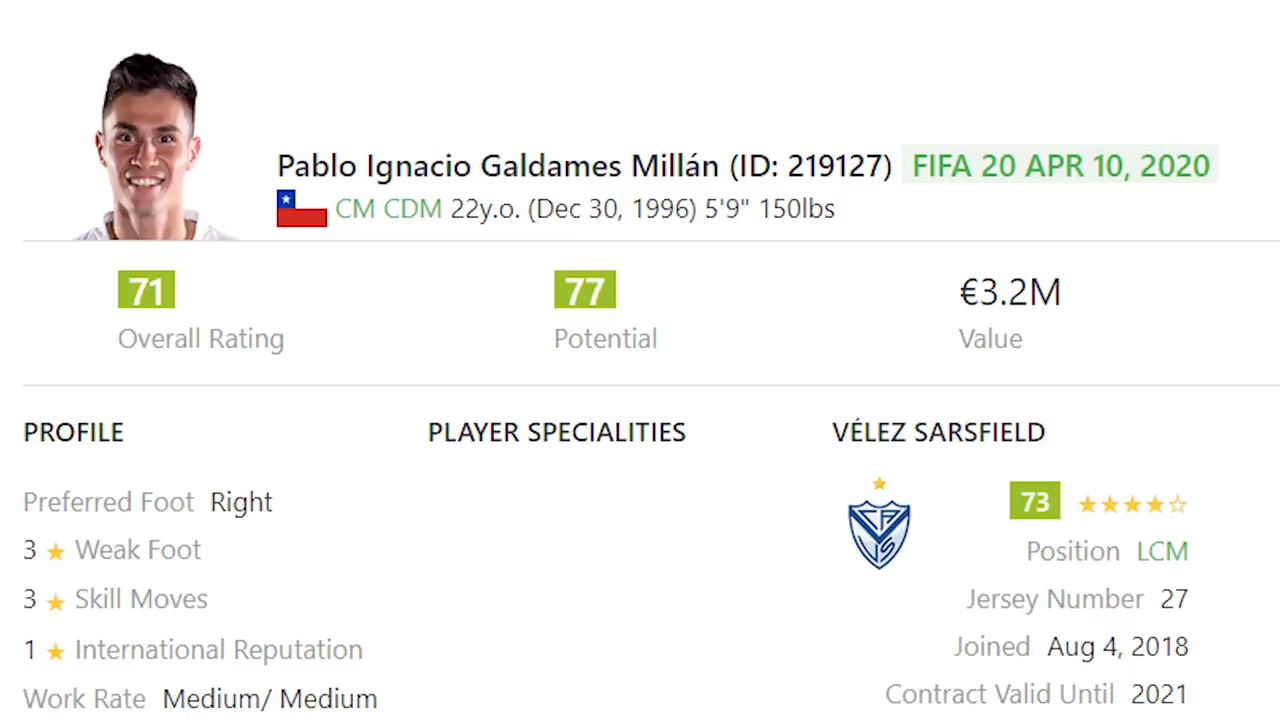 Pablo Ignacio Galdames Millán (ID: 219127) FIFA 20 APR 10, 2020
CM CDM 22y.o. (Dec 30, 1996) 5'9" 150lbs
71 77 €3.2M
Overall Rating Potential Value
PROFILE PLAYER SPECIALITIES VÉLEZ SARSFIELD
Preferred Foot Right
3 ★ Weak Foot
3 ★ Skill Moves
1 ★ International Reputation
Work Rate Medium/ Medium
CAVS
73 ★★★★☆
Position LCM
Jersey Number 27
Joined Aug 4, 2018
Contract Valid Until 2021